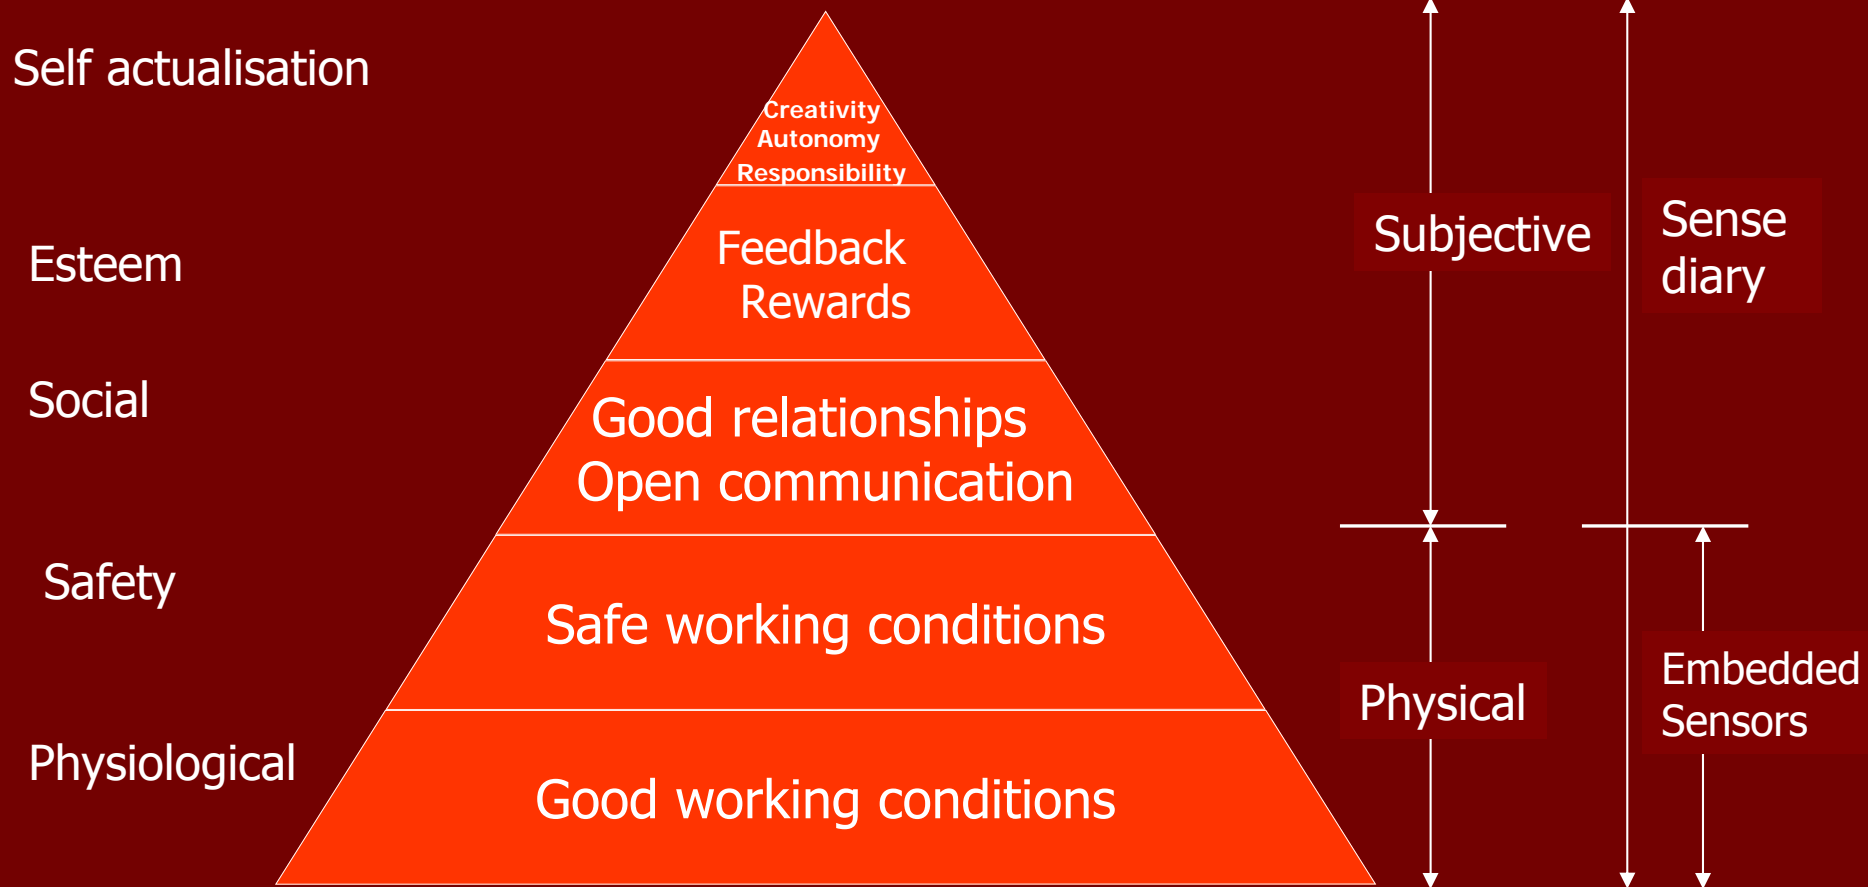 Self actualisation
Creativity
Autonomy
Responsibility
Esteem
Feedback
Rewards
Social
Good relationships
Open communication
Safety
Safe working conditions
Physiological
Good working conditions
Subjective
Sense
diary
Physical
Embedded
Sensors